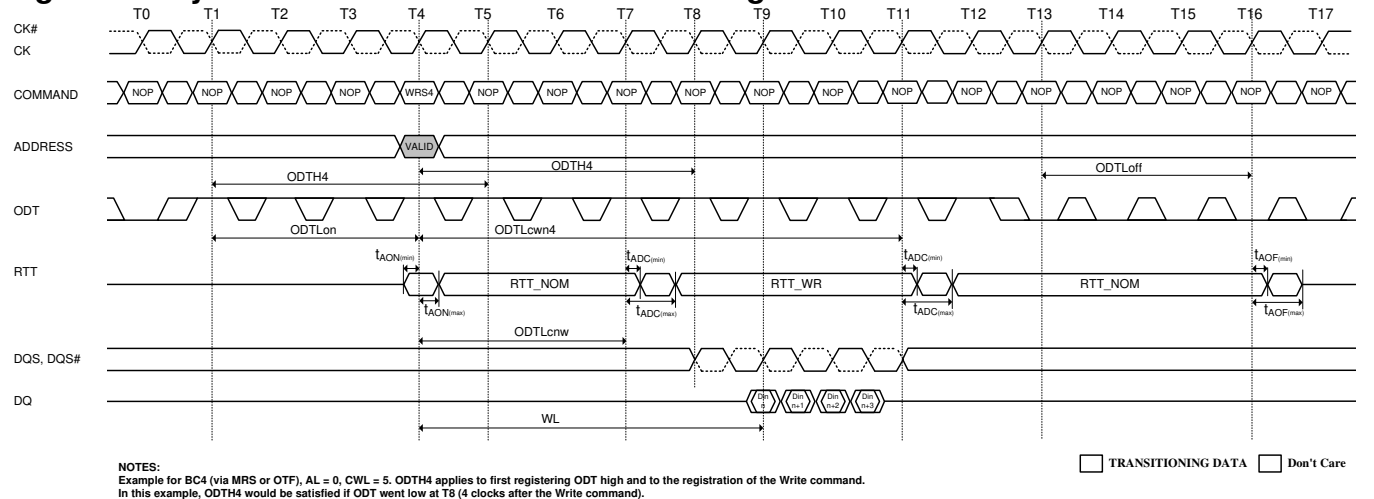 T0 T1 T2 T3 T4 T5 T6 T7 T8 T9 T10 T11 T12 T13 T14 T15 T16 T17
CK#
CK
COMMAND NOP NOP NOP NOP WRS4 NOP NOP NOP NOP NOP NOP NOP NOP NOP NOP NOP NOP NOP
ADDRESS VALID
ODTH4 ODTLoff
ODTH4
ODT
ODTLon ODTLcwn4
tAON(min) tADC(min) tADC(min) tAOF(min)
RTT RTT_NOM RTT_WR RTT_NOM
tAON(max) tADC(max) tADC(max) tAOF(max)
ODTLcnw
DQS, DQS#
DQ Din n Din n+1 Din n+2 Din n+3
WL
TRANSITIONING DATA Don't Care
NOTES:
Example for BC4 (via MRS or OTF), AL = 0, CWL = 5. ODTH4 applies to first registering ODT high and to the registration of the Write command.
In this example, ODTH4 would be satisfied if ODT went low at T8 (4 clocks after the Write command).